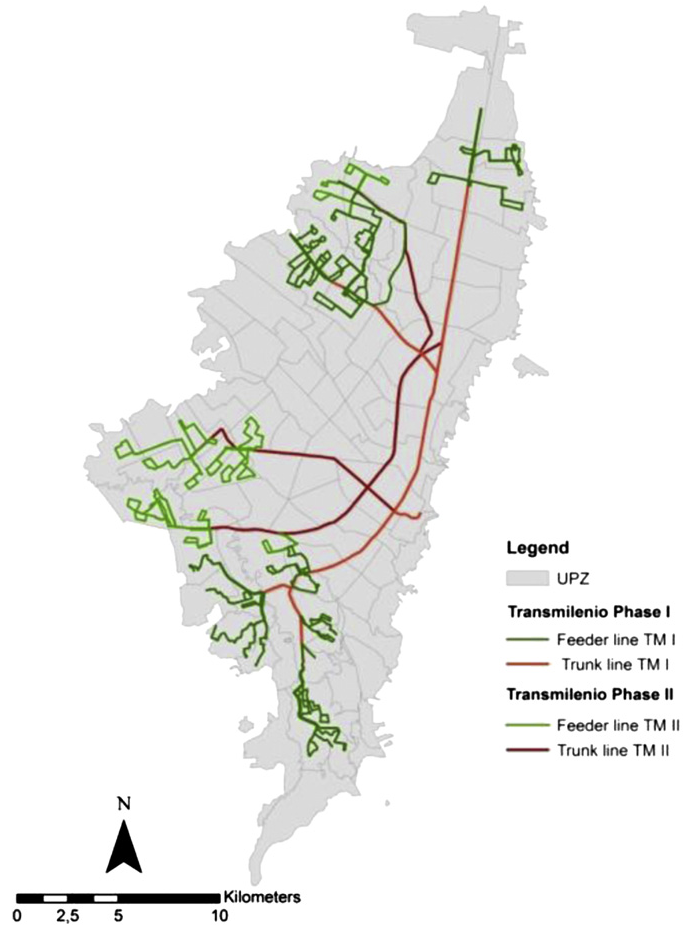 Legend
UPZ
Transmilenio Phase I
Feeder line TM I
Trunk line TM I
Transmilenio Phase II
Feeder line TM II
Trunk line TM II
N
Kilometers
0 2,5 5 10